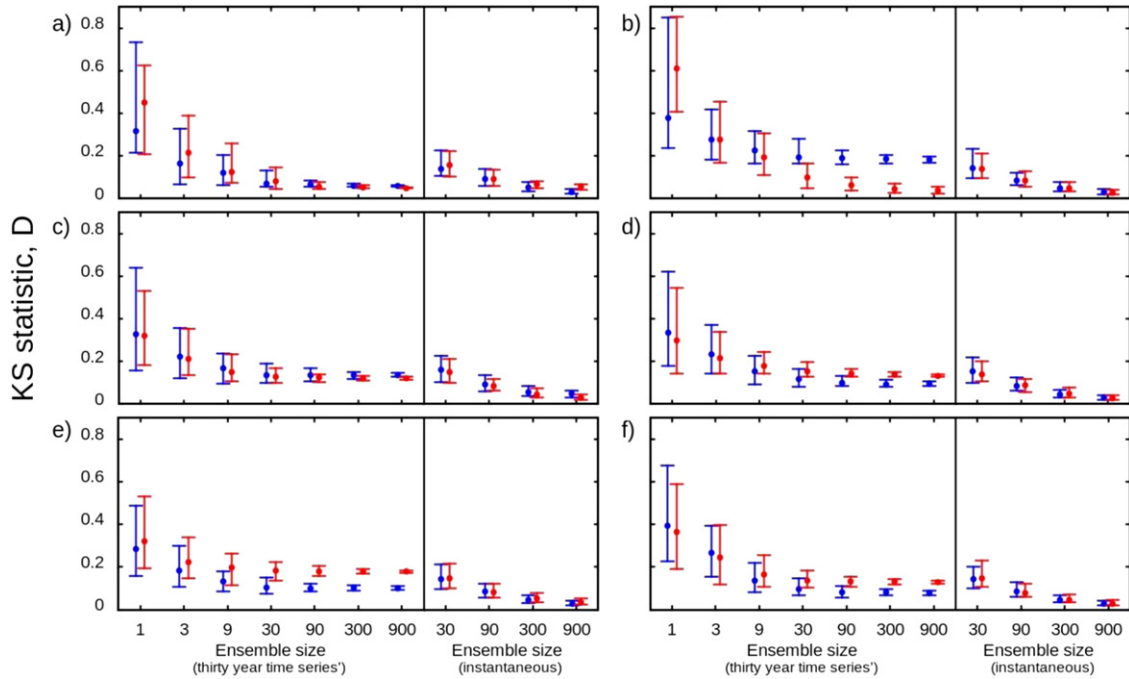 a)
0.8
0.6
0.4
0.2
0
b)
c)
0.8
0.6
0.4
0.2
0
d)
KS statistic, D
e)
0.8
0.6
0.4
0.2
0
f)
1 3 9 30 90 300 900 30 90 300 900
1 3 9 30 90 300 900 30 90 300 900
Ensemble size
(thirty year time series')
Ensemble size
(instantaneous)
Ensemble size
(thirty year time series')
Ensemble size
(instantaneous)